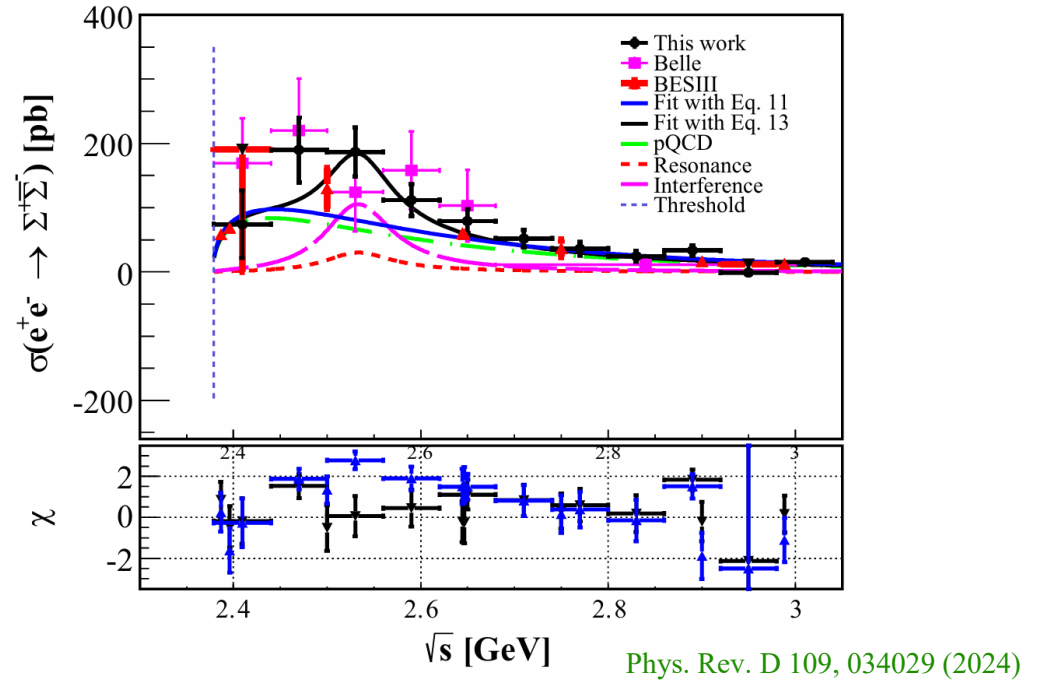 400
200
0
-200
σ(e⁺e⁻ → Σ⁺Σ̅⁻) [pb]
This work
Belle
BESIII
Fit with Eq. 11
Fit with Eq. 13
pQCD
Resonance
Interference
Threshold
2.4 2.6 2.8 3
2
0
-2
χ
2.4 2.6 2.8 3
√s [GeV]
Phys. Rev. D 109, 034029 (2024)